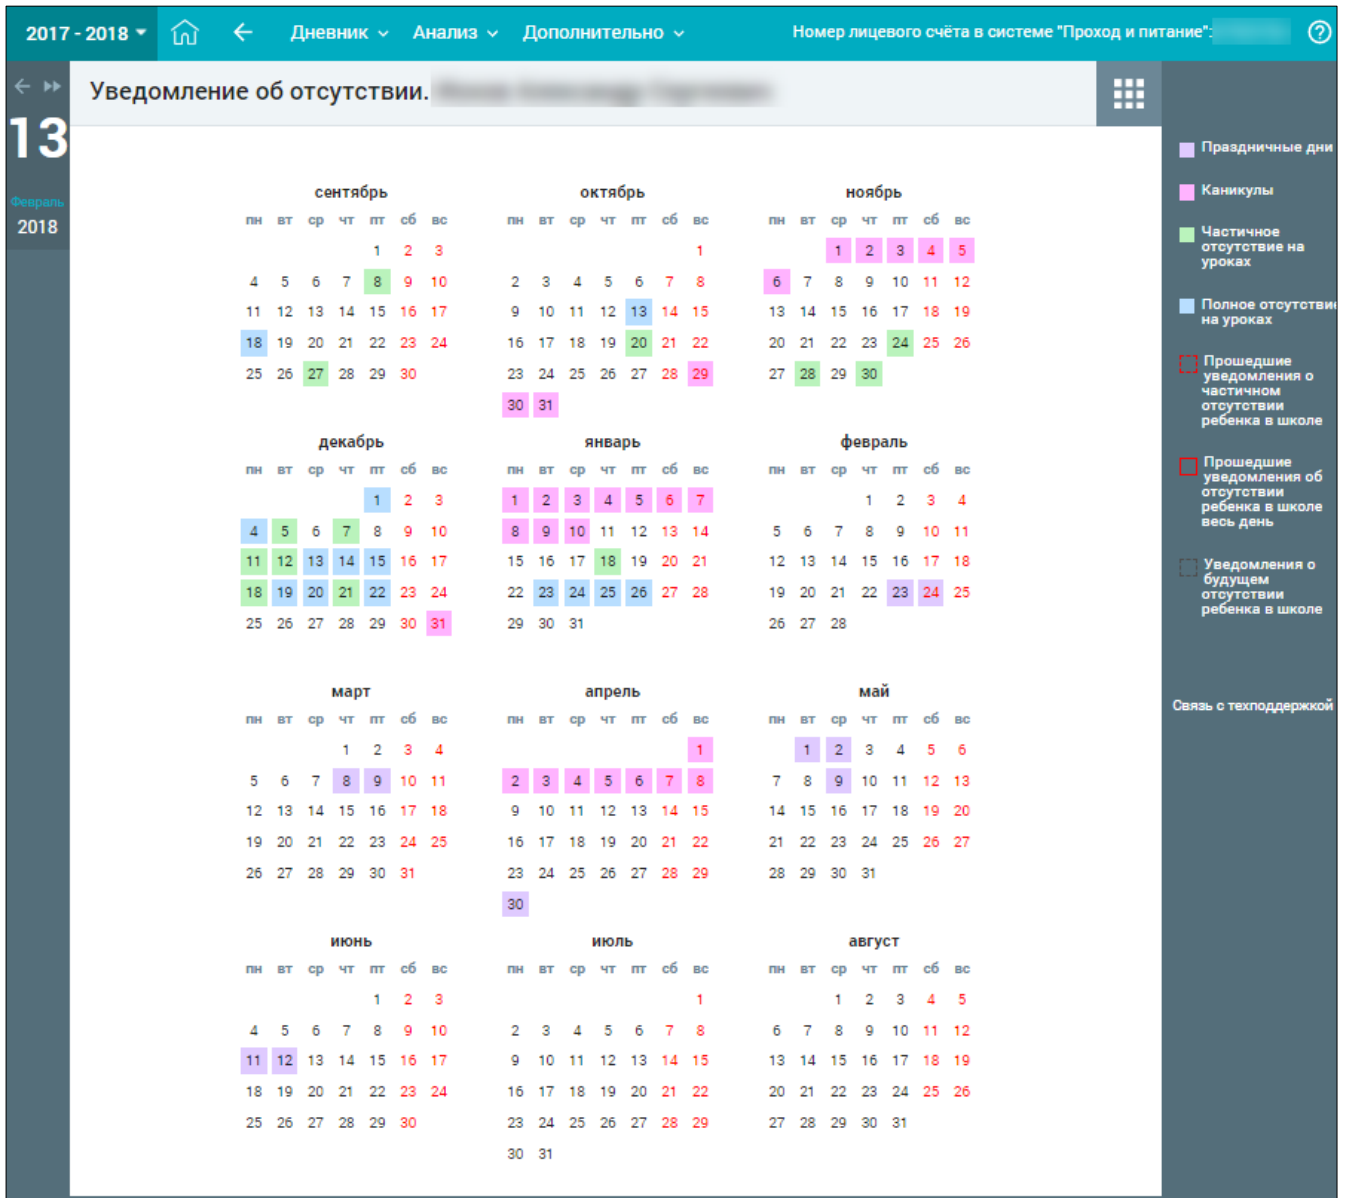 2017 - 2018 Дневник Анализ Дополнительно Номер лицевого счёта в системе "Проход и питание":
Уведомление об отсутствии.
13
Февраль
2018
сентябрь октябрь ноябрь
пн вт ср чт пт сб вс пн вт ср чт пт сб вс пн вт ср чт пт сб вс
1 2 3 1 1 2 3 4 5
4 5 6 7 8 9 10 2 3 4 5 6 7 8 6 7 8 9 10 11 12
11 12 13 14 15 16 17 9 10 11 12 13 14 15 13 14 15 16 17 18 19
18 19 20 21 22 23 24 16 17 18 19 20 21 22 20 21 22 23 24 25 26
25 26 27 28 29 30 23 24 25 26 27 28 29 27 28 29 30
30 31
декабрь январь февраль
пн вт ср чт пт сб вс пн вт ср чт пт сб вс пн вт ср чт пт сб вс
1 2 3 1 2 3 4 5 6 7 1 2 3 4
4 5 6 7 8 9 10 8 9 10 11 12 13 14 5 6 7 8 9 10 11
11 12 13 14 15 16 17 15 16 17 18 19 20 21 12 13 14 15 16 17 18
18 19 20 21 22 23 24 22 23 24 25 26 27 28 19 20 21 22 23 24 25
25 26 27 28 29 30 31 29 30 31 26 27 28
март апрель май
пн вт ср чт пт сб вс пн вт ср чт пт сб вс пн вт ср чт пт сб вс
1 2 3 4 1 1 2 3 4 5 6
5 6 7 8 9 10 11 2 3 4 5 6 7 8 7 8 9 10 11 12 13
12 13 14 15 16 17 18 9 10 11 12 13 14 15 14 15 16 17 18 19 20
19 20 21 22 23 24 25 16 17 18 19 20 21 22 21 22 23 24 25 26 27
26 27 28 29 30 31 23 24 25 26 27 28 29 28 29 30 31
30
июнь июль август
пн вт ср чт пт сб вс пн вт ср чт пт сб вс пн вт ср чт пт сб вс
1 2 3 1 1 2 3 4 5
4 5 6 7 8 9 10 2 3 4 5 6 7 8 6 7 8 9 10 11 12
11 12 13 14 15 16 17 9 10 11 12 13 14 15 13 14 15 16 17 18 19
18 19 20 21 22 23 24 16 17 18 19 20 21 22 20 21 22 23 24 25 26
25 26 27 28 29 30 23 24 25 26 27 28 29 27 28 29 30 31
30 31
Праздничные дни
Каникулы
Частичное
отсутствие на
уроках
Полное отсутствие
на уроках
Прошедшие
уведомления о
частичном
отсутствии
ребенка в школе
Прошедшие
уведомления об
отсутствии
ребенка в школе
весь день
Уведомления о
будущем
отсутствии
ребенка в школе
Связь с техподдержкой